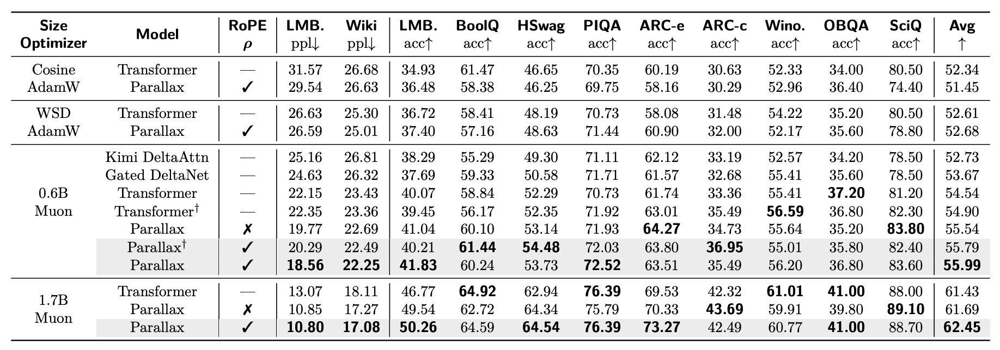 Size Optimizer Model RoPE ρ LMB. ppl↓ Wiki ppl↓ LMB. acc↑ BoolQ acc↑ HSwag acc↑ PIQA acc↑ ARC-e acc↑ ARC-c acc↑ Wino. acc↑ OBQA acc↑ SciQ acc↑ Avg ↑
Cosine Transformer — 31.57 26.68 34.93 61.47 46.65 70.35 60.19 30.63 52.33 34.00 80.50 52.34
AdamW Parallax ✓ 29.54 26.63 36.48 58.38 46.25 69.75 58.16 30.29 52.96 36.40 74.40 51.45
WSD Transformer — 26.63 25.30 36.72 58.41 48.19 70.73 58.08 31.48 54.22 35.20 80.50 52.61
AdamW Parallax ✓ 26.59 25.01 37.40 57.16 48.63 71.44 60.90 32.00 52.17 35.60 78.80 52.68
0.6B Muon
Kimi DeltaAttn — 25.16 26.81 38.29 55.29 49.30 71.11 62.12 33.19 52.57 34.20 78.50 52.73
Gated DeltaNet — 24.63 26.32 37.69 59.33 50.58 71.71 61.57 32.68 55.41 35.60 78.50 53.67
Transformer — 22.15 23.43 40.07 58.84 52.29 70.73 61.74 33.36 55.41 37.20 81.20 54.54
Transformer† — 22.35 23.36 39.45 56.17 52.35 71.92 63.01 35.49 56.59 36.80 82.30 54.90
Parallax ✗ 19.77 22.69 41.04 60.10 53.14 71.93 64.27 34.73 55.64 35.20 83.80 55.54
Parallax† ✓ 20.29 22.49 40.21 61.44 54.48 72.03 63.80 36.95 55.01 35.80 82.40 55.79
Parallax ✓ 18.56 22.25 41.83 60.24 53.73 72.52 63.51 35.49 56.20 36.80 83.60 55.99
1.7B Muon
Transformer — 13.07 18.11 46.77 64.92 62.94 76.39 69.53 42.32 61.01 41.00 88.00 61.43
Parallax ✗ 10.85 17.27 49.54 62.72 64.34 75.79 70.33 43.69 59.91 39.80 89.10 61.69
Parallax ✓ 10.80 17.08 50.26 64.59 64.54 76.39 73.27 42.49 60.77 41.00 88.70 62.45